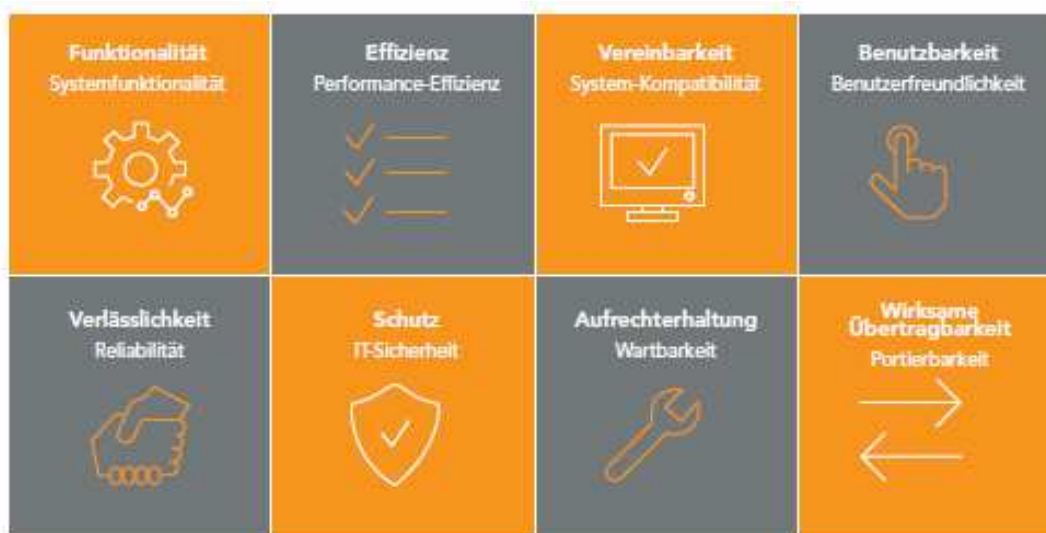 Funktionalität
Systemfunktionalität
Effizienz
Performance-Effizienz
Vereinbarkeit
System-Kompatibilität
Benutzbarkeit
Benutzerfreundlichkeit
Verlässlichkeit
Reliabilität
Schutz
IT-Sicherheit
Aufrechterhaltung
Wartbarkeit
Wirksame
Übertragbarkeit
Portierbarkeit